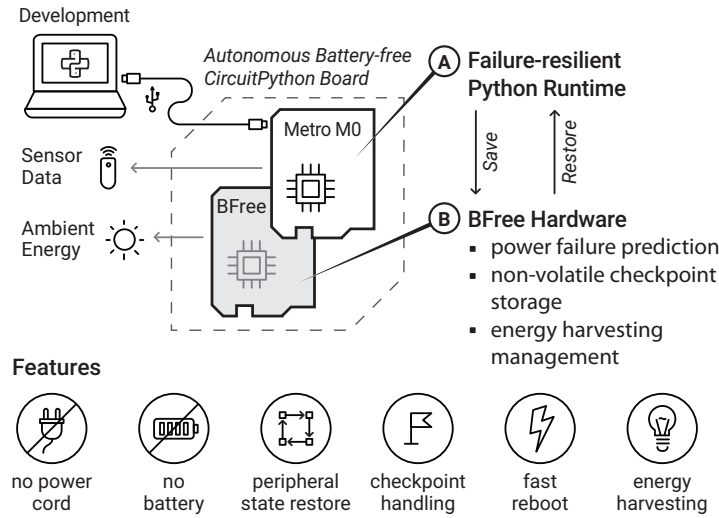 Development
Autonomous Battery-free
CircuitPython Board
A
Failure-resilient
Python Runtime
Metro M0
Save
Restore
Sensor
Data
BFree
Ambient
Energy
B
BFree Hardware
▪ power failure prediction
▪ non-volatile checkpoint
storage
▪ energy harvesting
management
Features
no power
cord
no
battery
peripheral
state restore
checkpoint
handling
fast
reboot
energy
harvesting